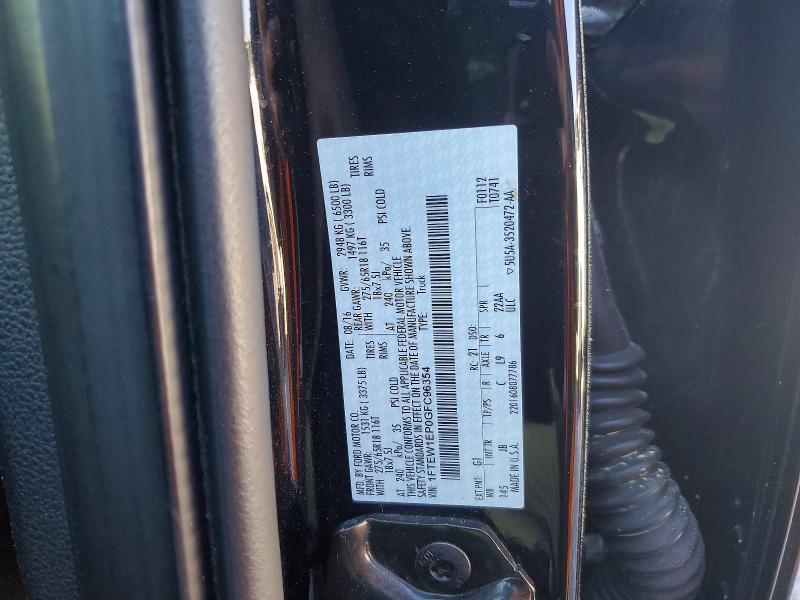 MFD. BY FORD MOTOR CO.
DATE: 08/16 GVWR: 2948 KG ( 6500 LB)
FRONT GAWR: 1531 KG ( 3375 LB) REAR GAWR: 1497 KG ( 3300 LB)
WITH 275/65R18 116T TIRES WITH 275/65R18 116T TIRES
18x7.5J RIMS 18x7.5J RIMS
AT 240 kPa/ 35 PSI COLD AT 240 kPa/ 35 PSI COLD
THIS VEHICLE CONFORMS TO ALL APPLICABLE FEDERAL MOTOR VEHICLE
SAFETY STANDARDS IN EFFECT ON THE DATE OF MANUFACTURE SHOWN ABOVE.
VIN: 1FTEW1EP0GFC96354
TYPE: Truck
F0112
T0741
EXT PNT: G1 RC: 21 DSO:
WB INT TR TP/PS R AXLE TR SPR
145 JB C L9 6 22AA
ULC
2201608077786
MADE IN U.S.A. 5U5A-3520472-AA